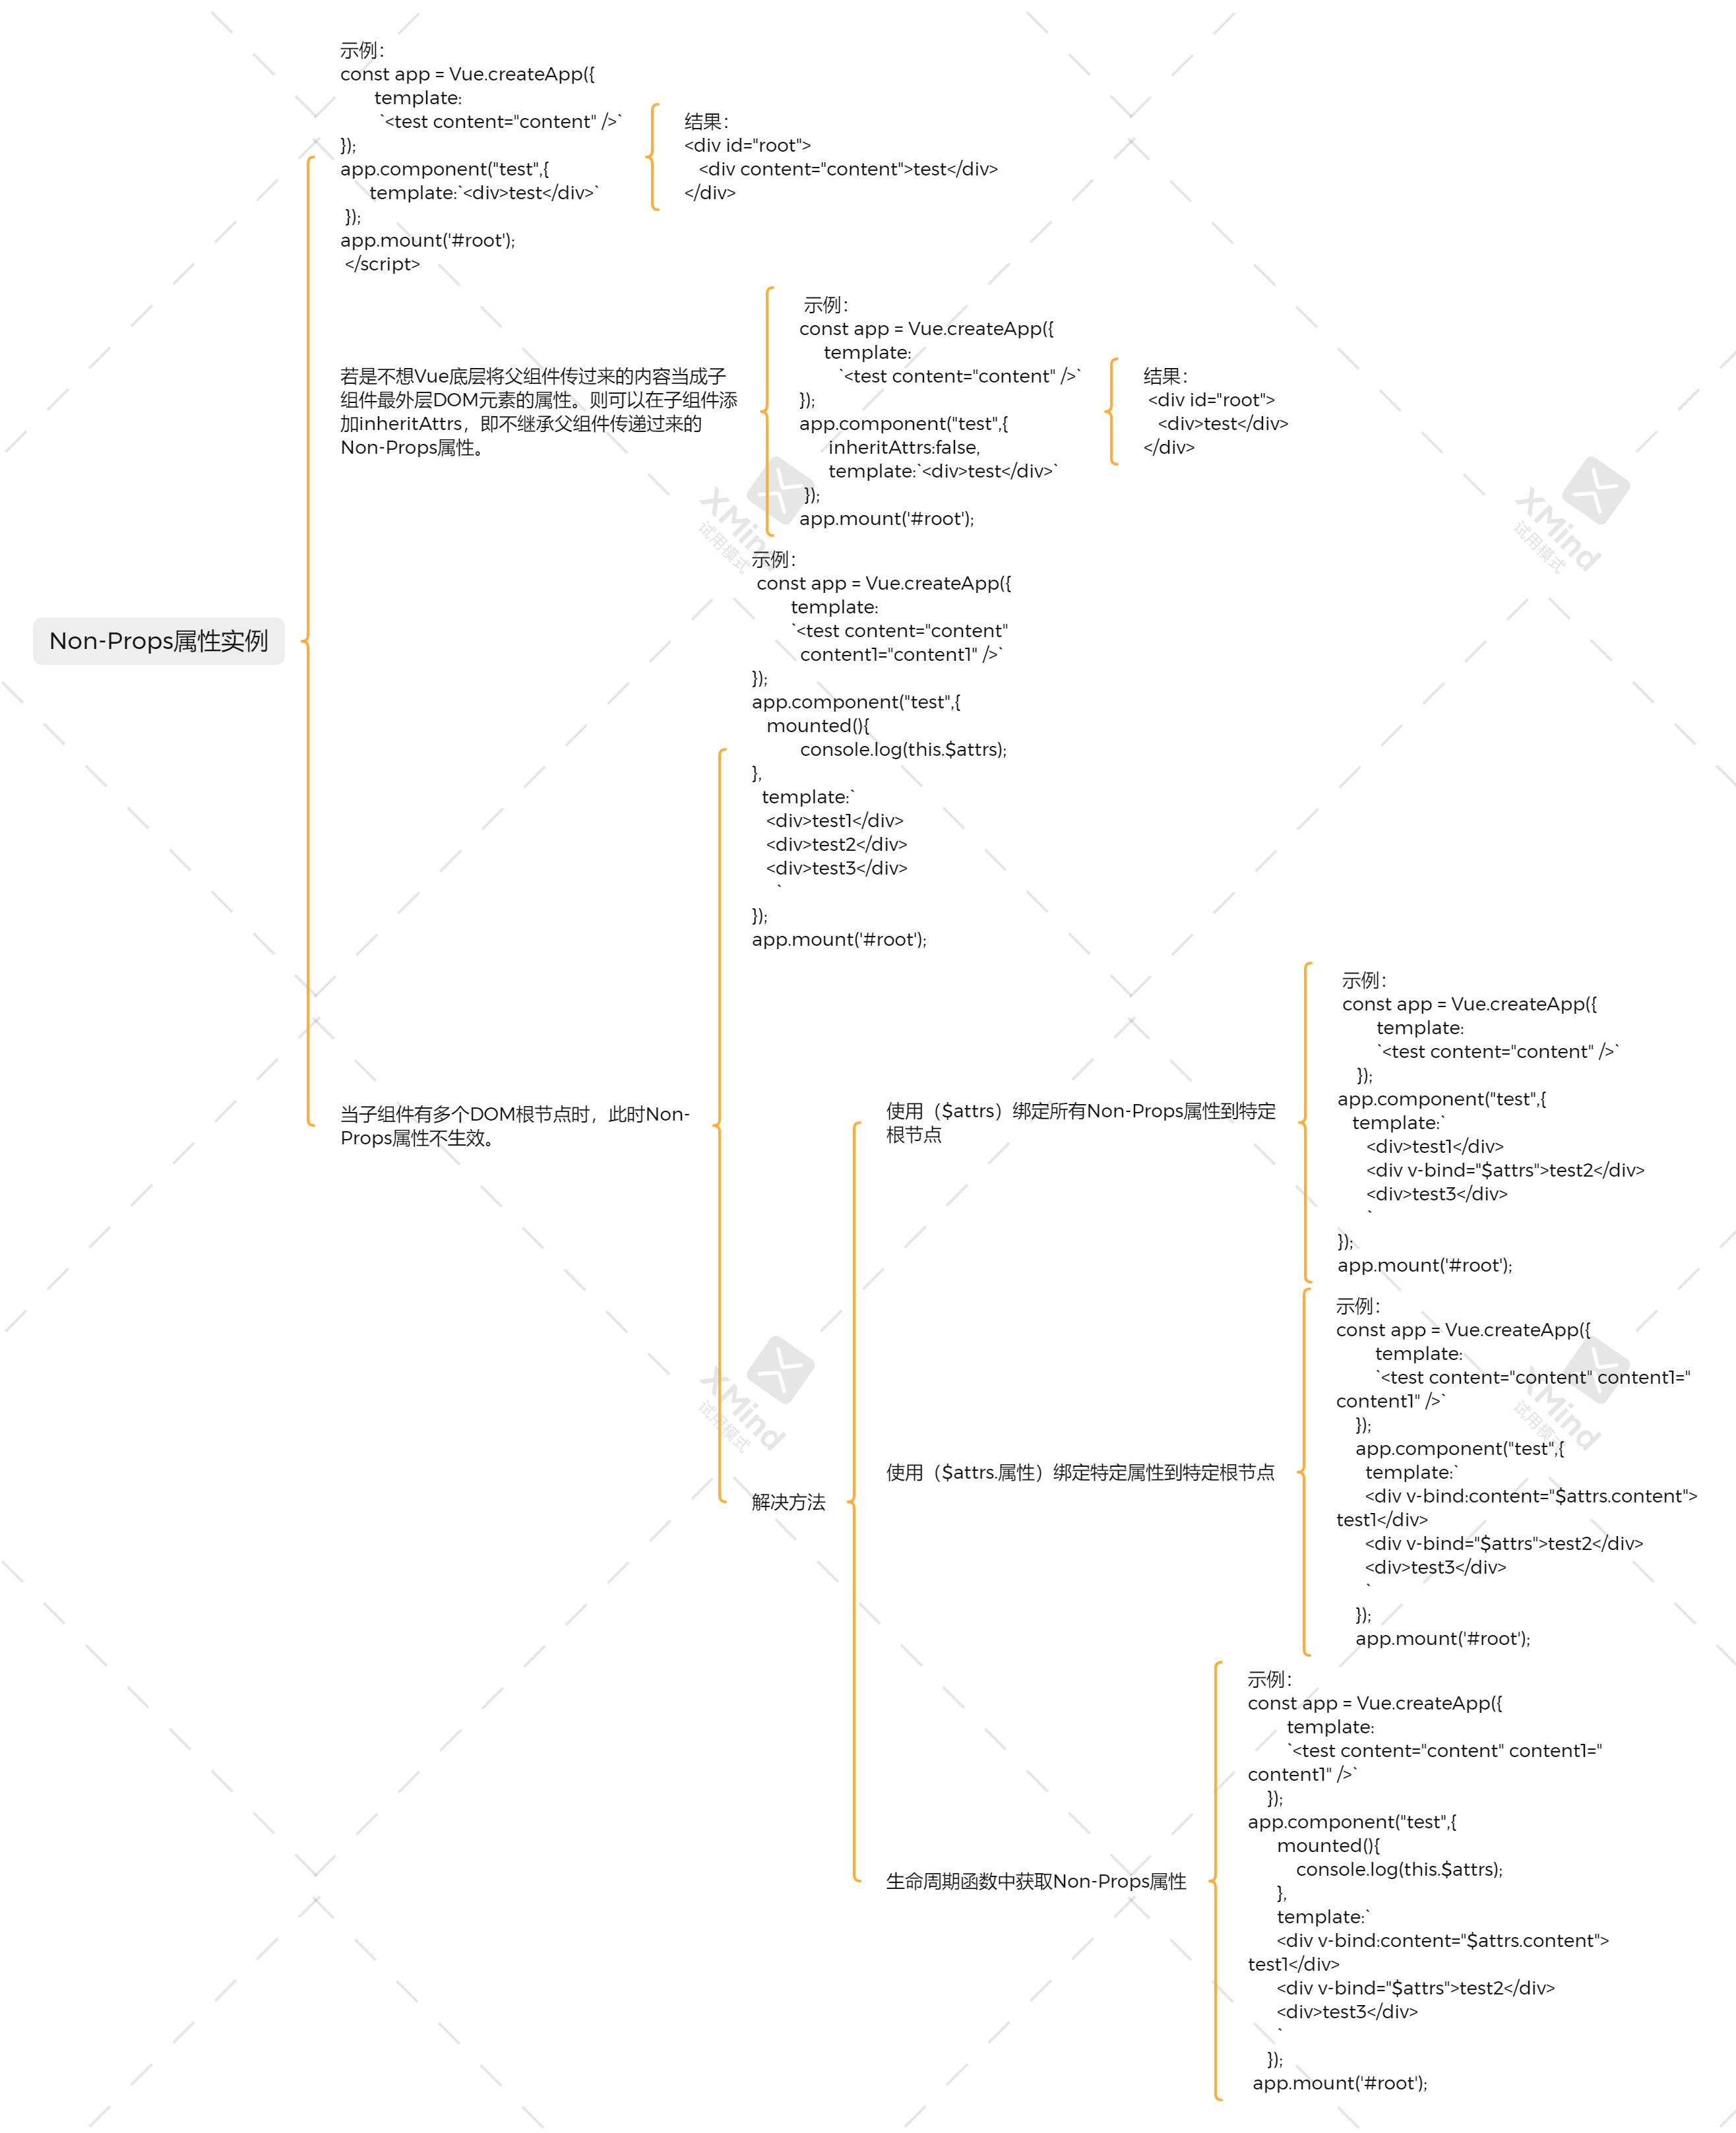 Non-Props属性实例
示例：
const app = Vue.createApp({
template:
`<test content="content" />`
});
app.component("test",{
template:`<div>test</div>`
});
app.mount('#root');
</script>
结果：
<div id="root">
<div content="content">test</div>
</div>
若是不想Vue底层将父组件传过来的内容当成子
组件最外层DOM元素的属性。则可以在子组件添
加inheritAttrs，即不继承父组件传递过来的
Non-Props属性。
示例：
const app = Vue.createApp({
template:
`<test content="content" />`
});
app.component("test",{
inheritAttrs:false,
template:`<div>test</div>`
});
app.mount('#root');
结果：
<div id="root">
<div>test</div>
</div>
当子组件有多个DOM根节点时，此时Non-
Props属性不生效。
示例：
const app = Vue.createApp({
template:
`<test content="content"
content1="content1" />`
});
app.component("test",{
mounted(){
console.log(this.$attrs);
},
template:`
<div>test1</div>
<div>test2</div>
<div>test3</div>
`
});
app.mount('#root');
解决方法
使用（$attrs）绑定所有Non-Props属性到特定
根节点
示例：
const app = Vue.createApp({
template:
`<test content="content" />`
});
app.component("test",{
template:`
<div>test1</div>
<div v-bind="$attrs">test2</div>
<div>test3</div>
`
});
app.mount('#root');
使用（$attrs.属性）绑定特定属性到特定根节点
示例：
const app = Vue.createApp({
template:
`<test content="content" content1="
content1" />`
});
app.component("test",{
template:`
<div v-bind:content="$attrs.content">
test1</div>
<div v-bind="$attrs">test2</div>
<div>test3</div>
`
});
app.mount('#root');
生命周期函数中获取Non-Props属性
示例：
const app = Vue.createApp({
template:
`<test content="content" content1="
content1" />`
});
app.component("test",{
mounted(){
console.log(this.$attrs);
},
template:`
<div v-bind:content="$attrs.content">
test1</div>
<div v-bind="$attrs">test2</div>
<div>test3</div>
`
});
app.mount('#root');
XMind
试用模式
XMind
试用模式
XMind
试用模式
XMind
试用模式